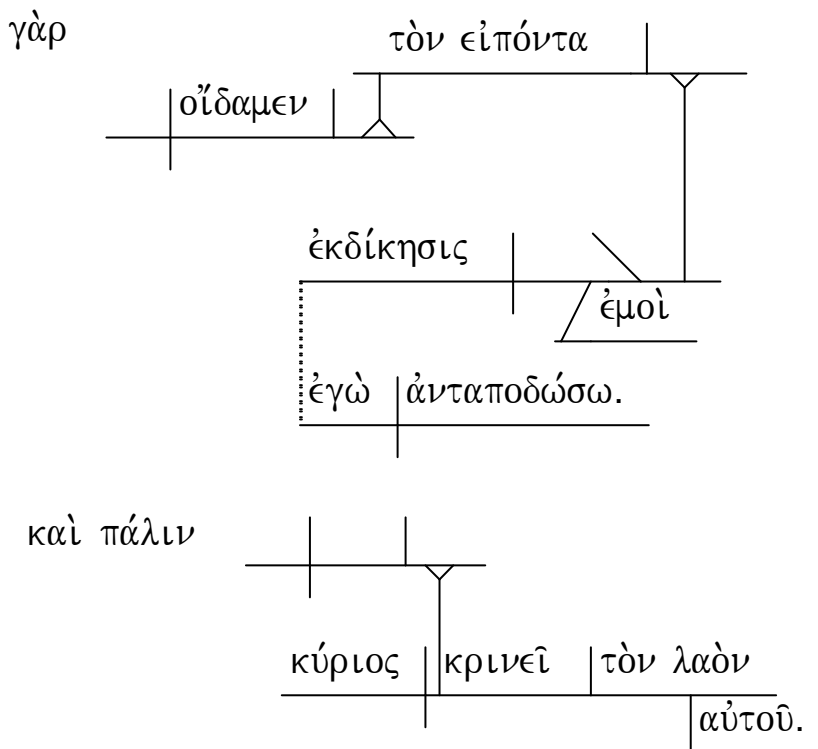 γὰρ
τὸν εἰπόντα
οἴδαμεν
ἐκδίκησις
ἐμοὶ
ἐγὼ ἀνταποδώσω.
καὶ πάλιν
κύριος κρινεῖ τὸν λαὸν
αὐτοῦ.